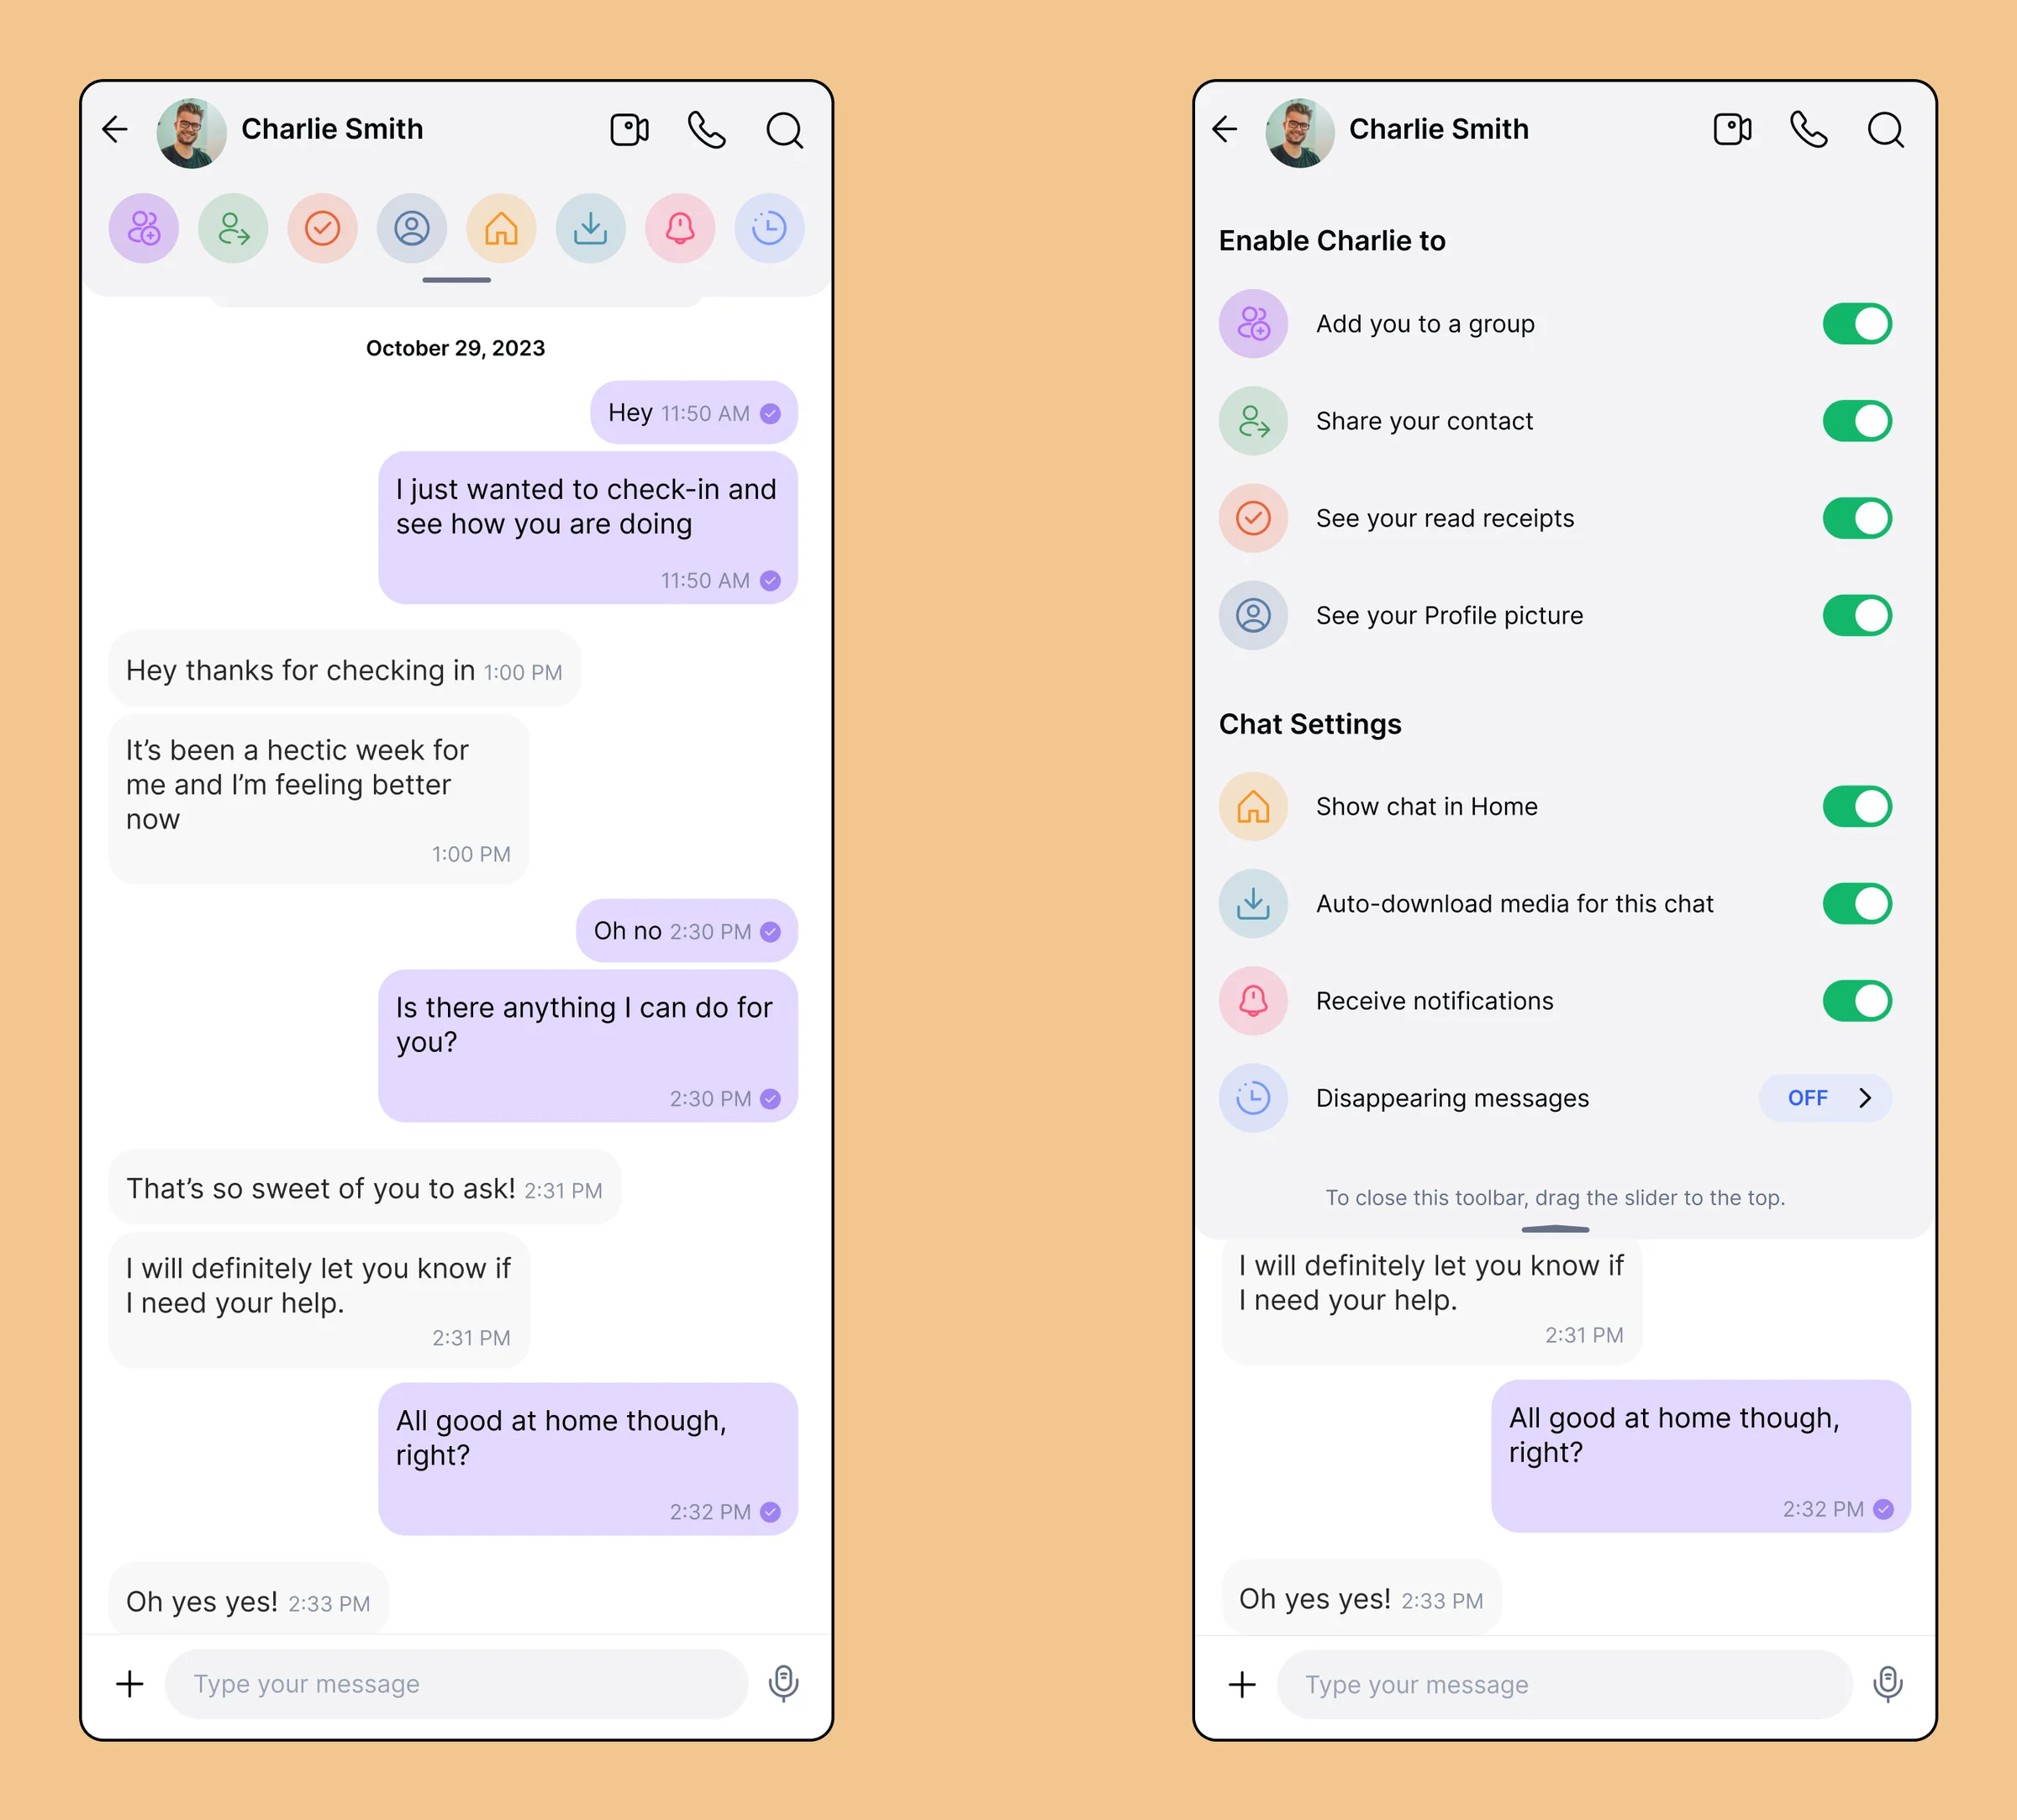 Charlie Smith
October 29, 2023
Hey 11:50 AM
I just wanted to check-in and
see how you are doing
11:50 AM
Hey thanks for checking in 1:00 PM
It’s been a hectic week for
me and I’m feeling better
now
1:00 PM
Oh no 2:30 PM
Is there anything I can do for
you?
2:30 PM
That’s so sweet of you to ask! 2:31 PM
I will definitely let you know if
I need your help.
2:31 PM
All good at home though,
right?
2:32 PM
Oh yes yes! 2:33 PM
Type your message
Charlie Smith
Enable Charlie to
Add you to a group
Share your contact
See your read receipts
See your Profile picture
Chat Settings
Show chat in Home
Auto-download media for this chat
Receive notifications
Disappearing messages OFF
To close this toolbar, drag the slider to the top.
I will definitely let you know if
I need your help.
2:31 PM
All good at home though,
right?
2:32 PM
Oh yes yes! 2:33 PM
Type your message